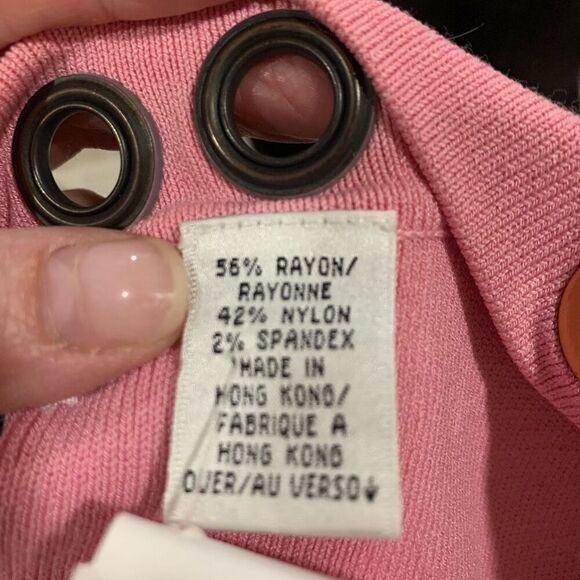 56% RAYON/
RAYONNE
42% NYLON
2% SPANDEX
MADE IN
HONG KONG/
FABRIQUE A
HONG KONG
OVER/AU VERSO↓